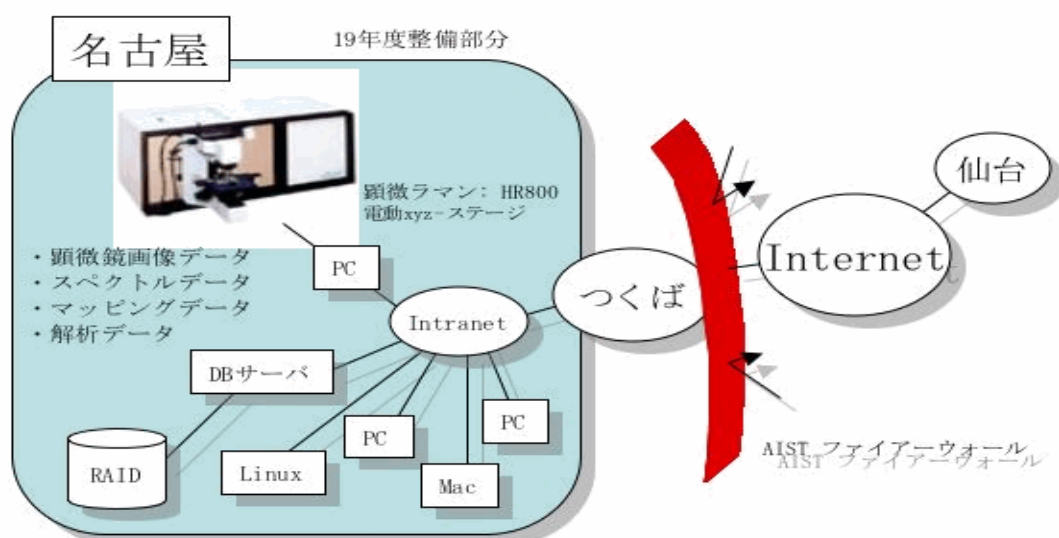 名古屋
19年度整備部分
顕微ラマン: HR800
電動xyz-ステージ
・顕微鏡画像データ
・スペクトルデータ
・マッピングデータ
・解析データ
PC
Intranet
つくば
Internet
仙台
DBサーバ
RAID
Linux
PC
Mac
PC
AIST ファイアーウォール